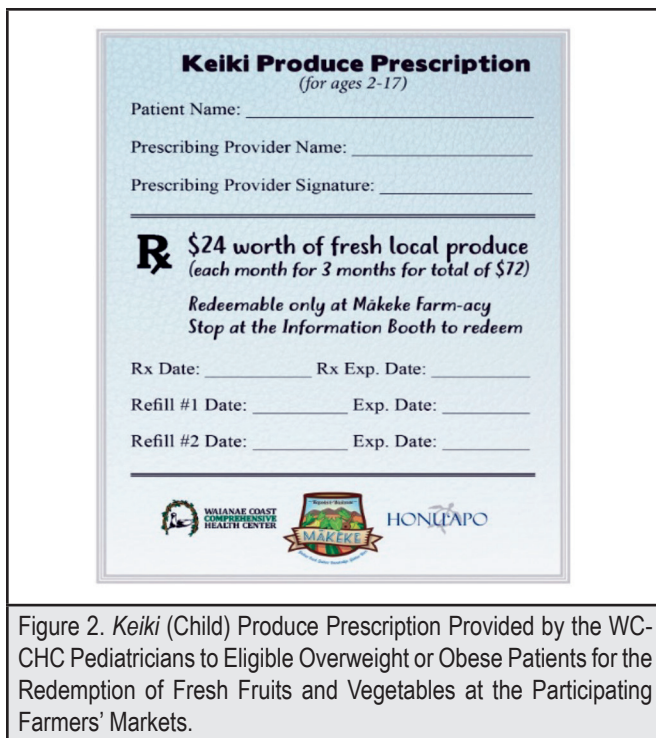 Keiki Produce Prescription
(for ages 2-17)
Patient Name:
Prescribing Provider Name:
Prescribing Provider Signature:
Rx $24 worth of fresh local produce
(each month for 3 months for total of $72)
Redeemable only at Mākeke Farm-acy
Stop at the Information Booth to redeem
Rx Date: Rx Exp. Date:
Refill #1 Date: Exp. Date:
Refill #2 Date: Exp. Date:
WAIANAE COAST
COMPREHENSIVE
HEALTH CENTER
MĀKEKE
HONU‘APO
Figure 2. Keiki (Child) Produce Prescription Provided by the WC-
CHC Pediatricians to Eligible Overweight or Obese Patients for the
Redemption of Fresh Fruits and Vegetables at the Participating
Farmers’ Markets.